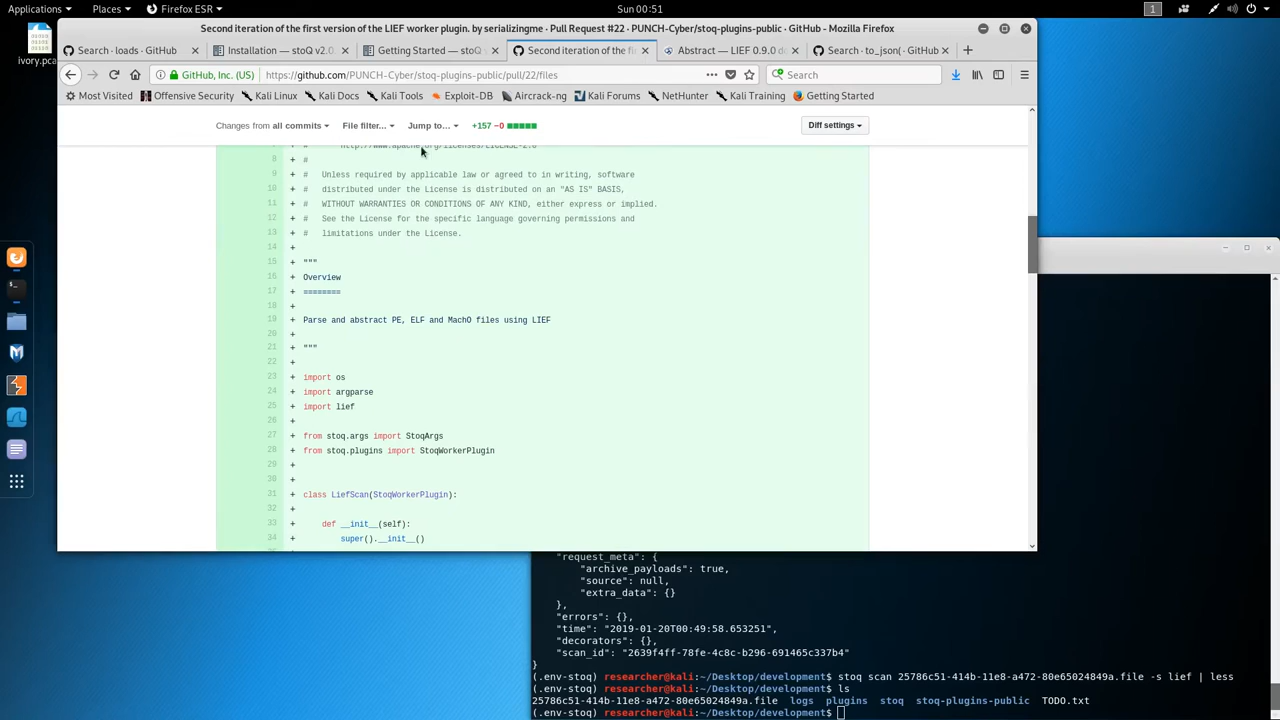 Applications Places Firefox ESR Sun 00:51 1
ivory.pca
Second iteration of the first version of the LIEF worker plugin. by serializingme · Pull Request #22 · PUNCH-Cyber/stoq-plugins-public · GitHub - Mozilla Firefox
Search · loads · GitHub
Installation — stoQ v2.0.
Getting Started — stoQ
Second iteration of the fi
Abstract — LIEF 0.9.0 d
Search · to_json( · GitHub
GitHub, Inc. (US) https://github.com/PUNCH-Cyber/stoq-plugins-public/pull/22/files Search
Most Visited Offensive Security Kali Linux Kali Docs Kali Tools Exploit-DB Aircrack-ng Kali Forums NetHunter Kali Training Getting Started
Changes from all commits File filter... Jump to... +157 −0 Diff settings
# http://www.apache.org/licenses/LICENSE-2.0
8 + #
9 + # Unless required by applicable law or agreed to in writing, software
10 + # distributed under the License is distributed on an "AS IS" BASIS,
11 + # WITHOUT WARRANTIES OR CONDITIONS OF ANY KIND, either express or implied.
12 + # See the License for the specific language governing permissions and
13 + # limitations under the License.
14 +
15 + """
16 + Overview
17 + ========
18 +
19 + Parse and abstract PE, ELF and MachO files using LIEF
20 +
21 + """
22 +
23 + import os
24 + import argparse
25 + import lief
26 +
27 + from stoq.args import StoqArgs
28 + from stoq.plugins import StoqWorkerPlugin
29 +
30 +
31 + class LiefScan(StoqWorkerPlugin):
32 +
33 + def __init__(self):
34 + super().__init__()
"request_meta": {
"archive_payloads": true,
"source": null,
"extra_data": {}
},
"errors": {},
"time": "2019-01-20T00:49:58.653251",
"decorators": {},
"scan_id": "2639f4ff-78fe-4c8c-b296-691465c337b4"
}
(.env-stoq) researcher@kali:~/Desktop/development$ stoq scan 25786c51-414b-11e8-a472-80e65024849a.file -s lief | less
(.env-stoq) researcher@kali:~/Desktop/development$ ls
25786c51-414b-11e8-a472-80e65024849a.file logs plugins stoq stoq-plugins-public TODO.txt
(.env-stoq) researcher@kali:~/Desktop/development$